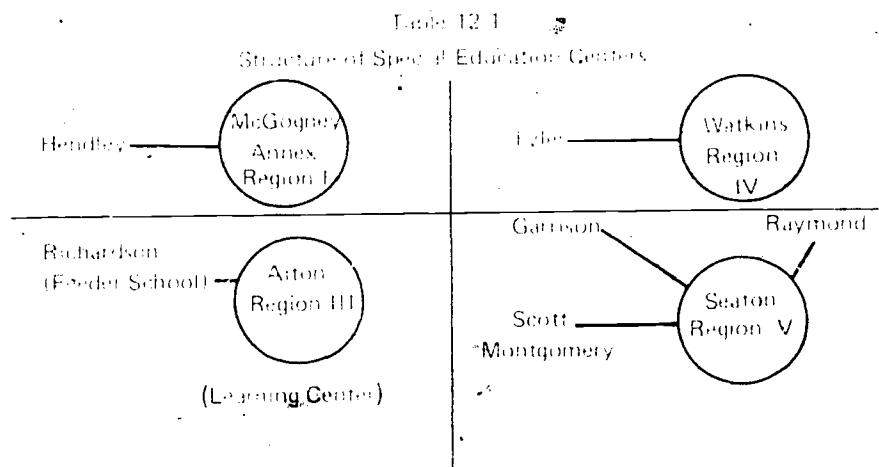 Table 12.1
Structure of Special Education Centers
Hendley
McGogney
Annex
Region I
Watkins
Region
IV
Richardson
(Feeder School)
Region III
(Learning Center)
Garrison
Raymond
Scott
Montgomery
Seaton
Region V